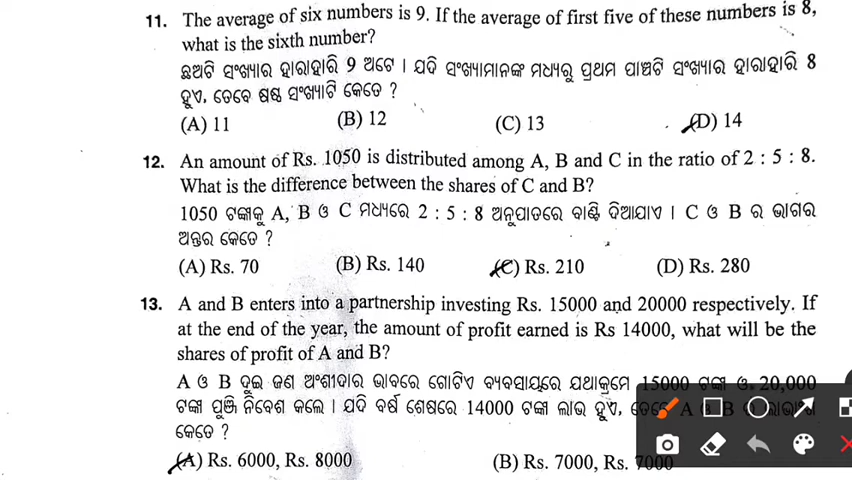 11. The average of six numbers is 9. If the average of first five of these numbers is 8,
what is the sixth number?
ଛଅଟି ସଂଖ୍ୟାର ହାରାହାରି 9 ଅଟେ । ଯଦି ସଂଖ୍ୟାମାନଙ୍କ ମଧ୍ୟରୁ ପ୍ରଥମ ପାଞ୍ଚଟି ସଂଖ୍ୟାର ହାରାହାରି 8
ହୁଏ, ତେବେ ଷଷ୍ଠ ସଂଖ୍ୟାଟି କେତେ ?
(A) 11 (B) 12 (C) 13 (D) 14
12. An amount of Rs. 1050 is distributed among A, B and C in the ratio of 2 : 5 : 8.
What is the difference between the shares of C and B?
1050 ଟଙ୍କାକୁ A, B ଓ C ମଧ୍ୟରେ 2 : 5 : 8 ଅନୁପାତରେ ବାଣ୍ଟି ଦିଆଯାଏ । C ଓ B ର ଭାଗର
ଅନ୍ତର କେତେ ?
(A) Rs. 70 (B) Rs. 140 (C) Rs. 210 (D) Rs. 280
13. A and B enters into a partnership investing Rs. 15000 and 20000 respectively. If
at the end of the year, the amount of profit earned is Rs 14000, what will be the
shares of profit of A and B?
A ଓ B ଦୁଇ ଜଣ ଅଂଶୀଦାର ଭାବରେ ଗୋଟିଏ ବ୍ୟବସାୟରେ ଯଥାକ୍ରମେ 15000 ଟଙ୍କା ଓ 20,000
ଟଙ୍କା ପୁଞ୍ଜି ନିବେଶ କଲେ । ଯଦି ବର୍ଷ ଶେଷରେ 14000 ଟଙ୍କା ଲାଭ ହୁଏ, ତେବେ A ଓ B ର ଲାଭାଂଶ
କେତେ ?
(A) Rs. 6000, Rs. 8000 (B) Rs. 7000, Rs. 7000